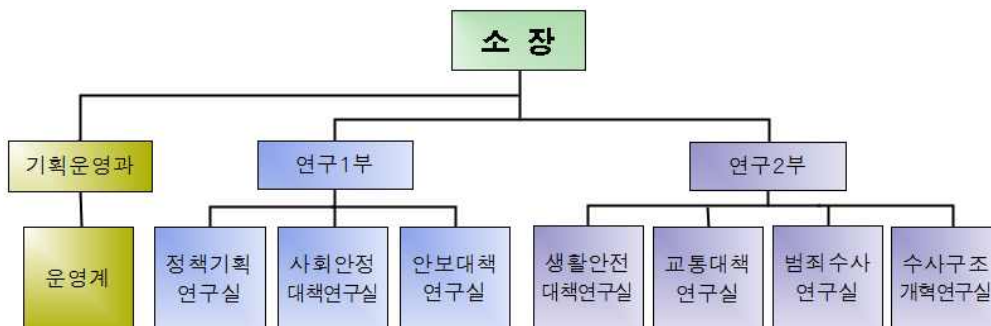 소 장
기획운영과
연구1부
연구2부
운영계
정책기획
연구실
사회안정
대책연구실
안보대책
연구실
생활안전
대책연구실
교통대책
연구실
범죄수사
연구실
수사구조
개혁연구실